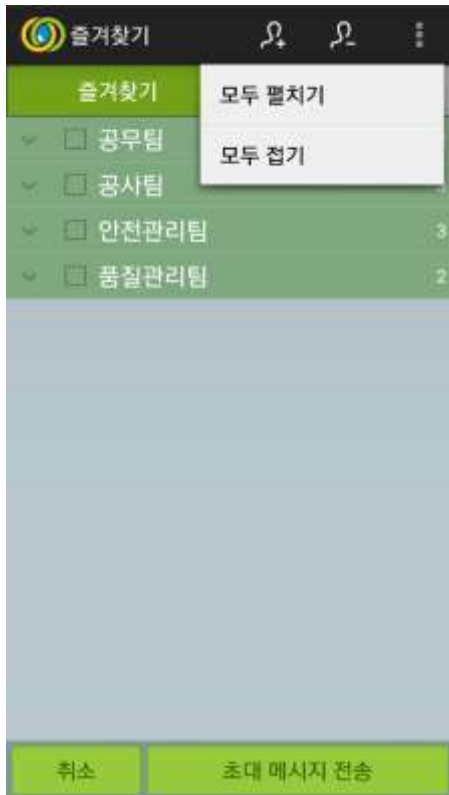 즐겨찾기
즐겨찾기
모두 펼치기
모두 접기
공무팀
공사팀
안전관리팀 3
품질관리팀 2
취소
초대 메시지 전송